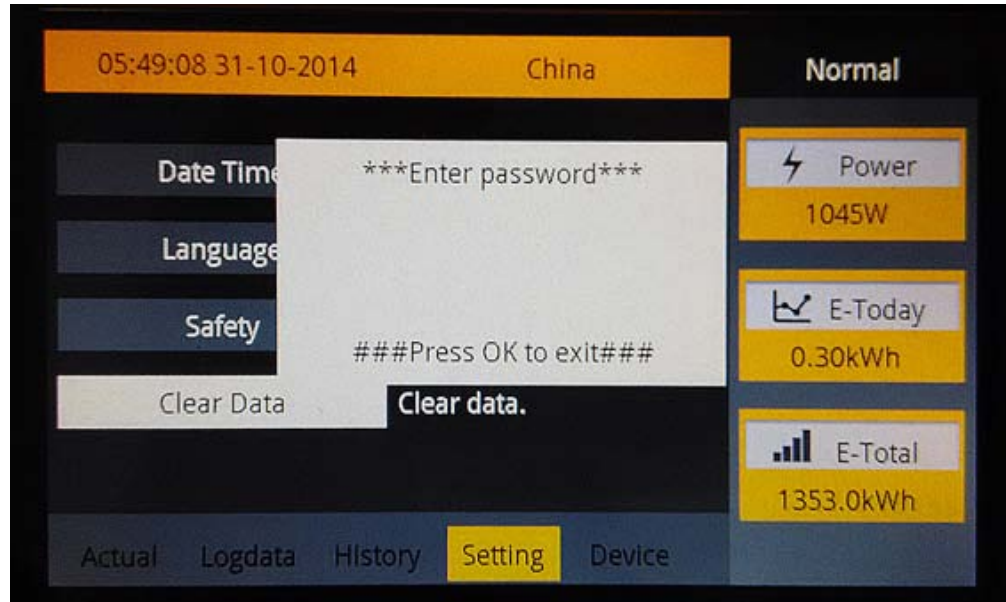 05:49:08 31-10-2014 China Normal
Date Time
Language
Safety
Clear Data
***Enter password***
###Press OK to exit###
Clear data.
Power
1045W
E-Today
0.30kWh
E-Total
1353.0kWh
Actual Logdata History Setting Device